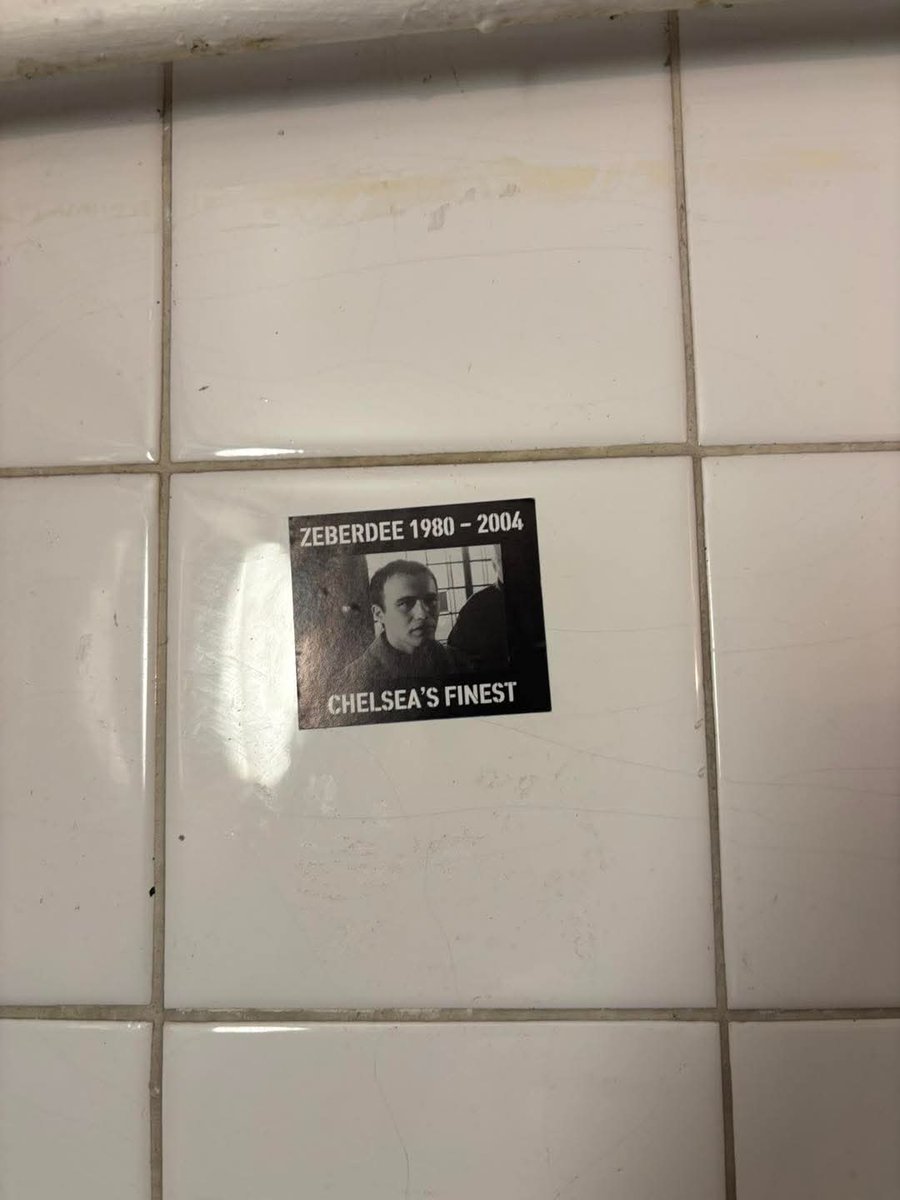 ZEBERDEE 1980 – 2004
CHELSEA'S FINEST